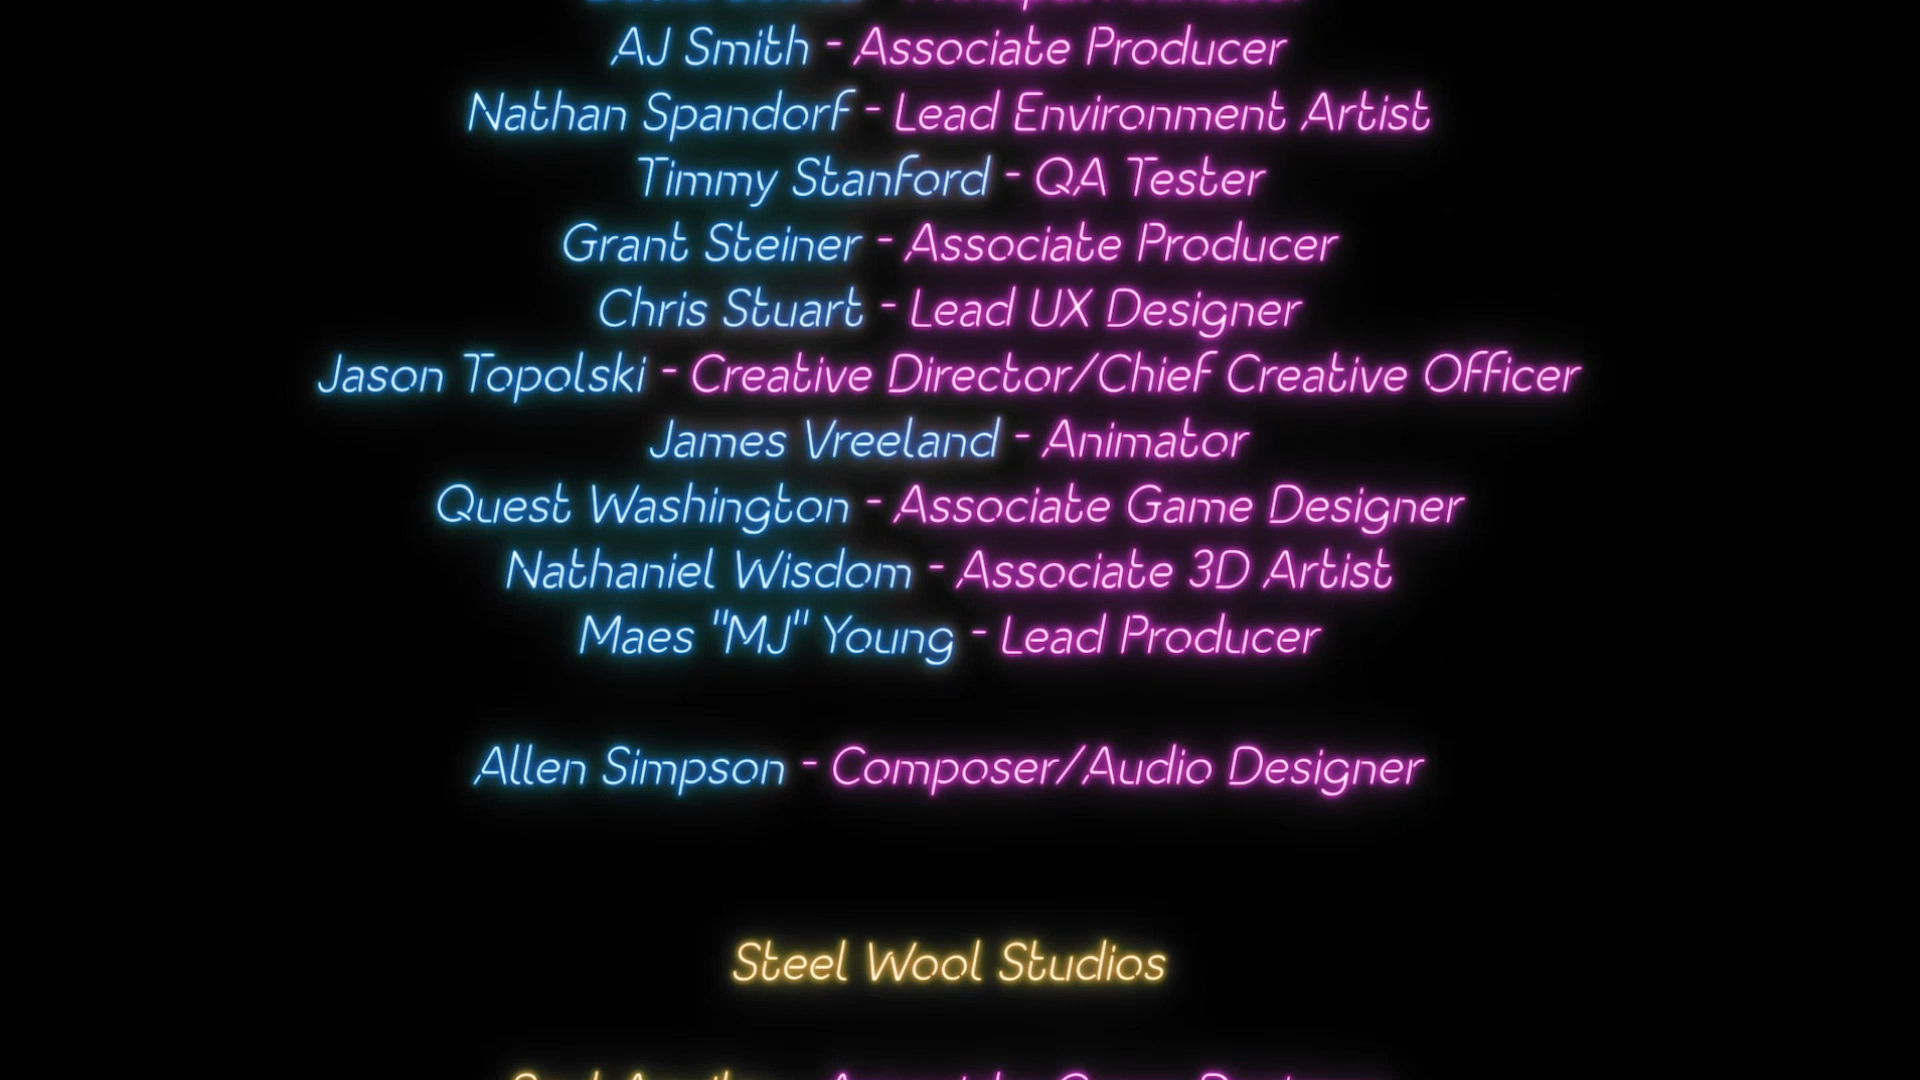 AJ Smith - Associate Producer
Nathan Spandorf - Lead Environment Artist
Timmy Stanford - QA Tester
Grant Steiner - Associate Producer
Chris Stuart - Lead UX Designer
Jason Topolski - Creative Director/Chief Creative Officer
James Vreeland - Animator
Quest Washington - Associate Game Designer
Nathaniel Wisdom - Associate 3D Artist
Maes "MJ" Young - Lead Producer
Allen Simpson - Composer/Audio Designer
Steel Wool Studios